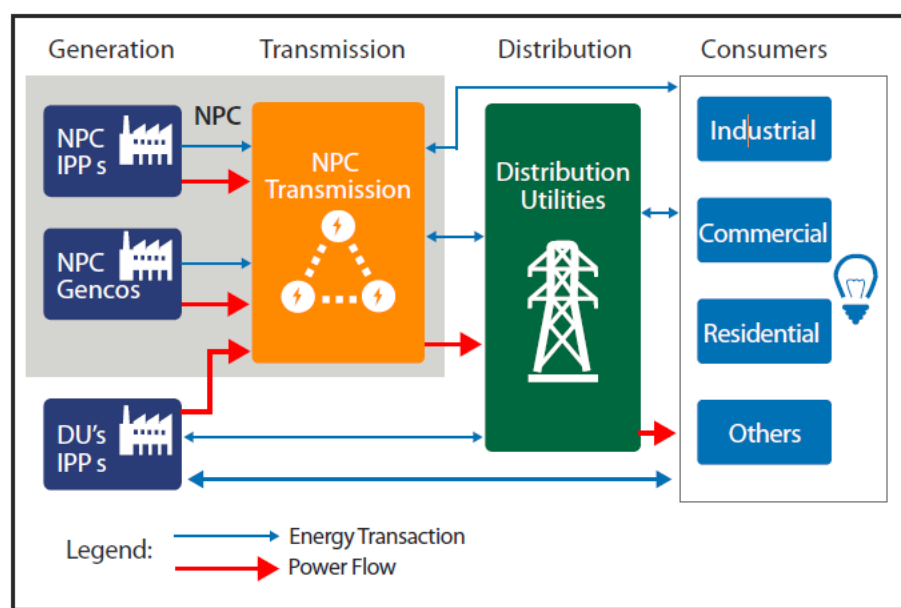 Generation
Transmission
Distribution
Consumers
NPC
IPP s
NPC
NPC
Transmission
NPC
Gencos
DU's
IPP s
Distribution
Utilities
Industrial
Commercial
Residential
Others
Legend:
Energy Transaction
Power Flow